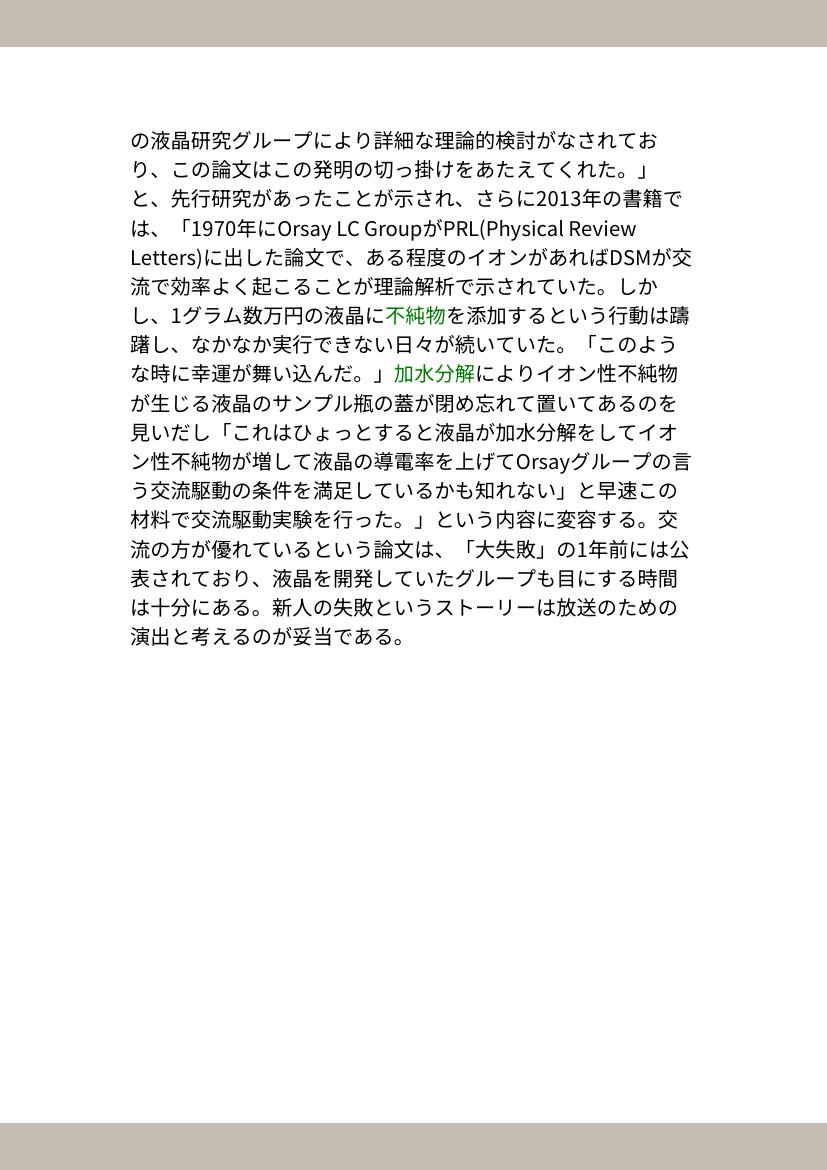 の液晶研究グループにより詳細な理論的検討がなされてお
り、この論文はこの発明の切っ掛けをあたえてくれた。」
と、先行研究があったことが示され、さらに2013年の書籍で
は、「1970年にOrsay LC GroupがPRL(Physical Review
Letters)に出した論文で、ある程度のイオンがあればDSMが交
流で効率よく起こることが理論解析で示されていた。しか
し、1グラム数万円の液晶に不純物を添加するという行動は躊
躇し、なかなか実行できない日々が続いていた。「このよう
な時に幸運が舞い込んだ。」加水分解によりイオン性不純物
が生じる液晶のサンプル瓶の蓋が閉め忘れて置いてあるのを
見いだし「これはひょっとすると液晶が加水分解をしてイオ
ン性不純物が増して液晶の導電率を上げてOrsayグループの言
う交流駆動の条件を満足しているかも知れない」と早速この
材料で交流駆動実験を行った。」という内容に変容する。交
流の方が優れているという論文は、「大失敗」の1年前には公
表されており、液晶を開発していたグループも目にする時間
は十分にある。新人の失敗というストーリーは放送のための
演出と考えるのが妥当である。